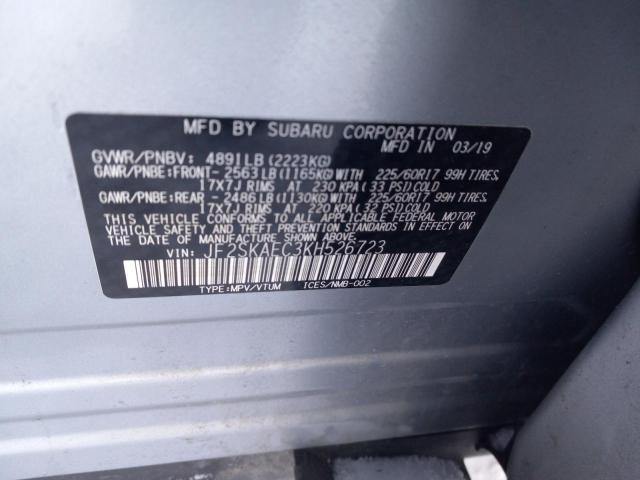 MFD BY SUBARU CORPORATION
MFD IN 03/19
GVWR/PNBV: 4891LB(2223KG)
GAWR/PNBE:FRONT-2563LB(1165KG)WITH 225/60R17 99H TIRES
17X7J RIMS AT 230 KPA(33 PSI)COLD
GAWR/PNBE:REAR -2486LB(1130KG)WITH 225/60R17 99H TIRES
17X7J RIMS AT 220 KPA(32 PSI)COLD
THIS VEHICLE CONFORMS TO ALL APPLICABLE FEDERAL MOTOR
VEHICLE SAFETY, BUMPER, AND THEFT PREVENTION STANDARDS
IN EFFECT ON THE DATE OF MANUFACTURE SHOWN ABOVE.
VIN: JF2SKAEC3KH526723
TYPE:MPV/VTUM ICES/NMB-002